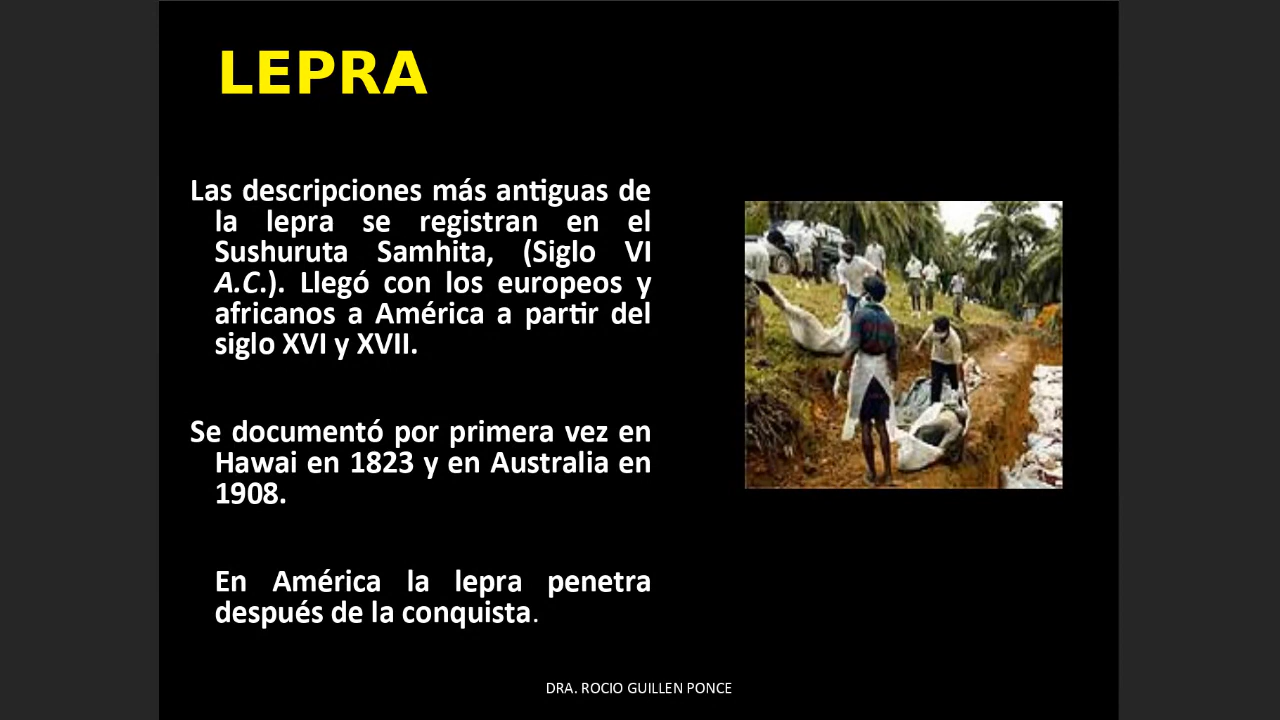 LEPRA
Las descripciones más antiguas de
la lepra se registran en el
Sushuruta Samhita, (Siglo VI
A.C.). Llegó con los europeos y
africanos a América a partir del
siglo XVI y XVII.
Se documentó por primera vez en
Hawai en 1823 y en Australia en
1908.
En América la lepra penetra
después de la conquista.
DRA. ROCIO GUILLEN PONCE